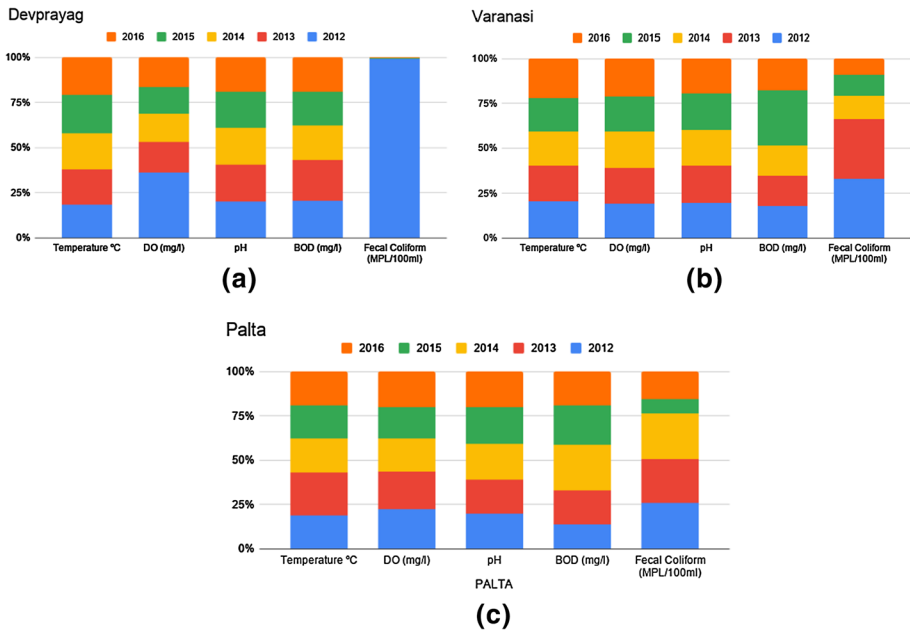 Devprayag
2016 2015 2014 2013 2012
100%
75%
50%
25%
0%
Temperature ºC DO (mg/l) pH BOD (mg/l) Fecal Coliform
(MPL/100ml)
(a)
Varanasi
2016 2015 2014 2013 2012
100%
75%
50%
25%
0%
Temperature ºC DO (mg/l) pH BOD (mg/l) Fecal Coliform
(MPL/100ml)
(b)
Palta
2016 2015 2014 2013 2012
100%
75%
50%
25%
0%
Temperature ºC DO (mg/l) pH BOD (mg/l) Fecal Coliform
(MPL/100ml)
PALTA
(c)